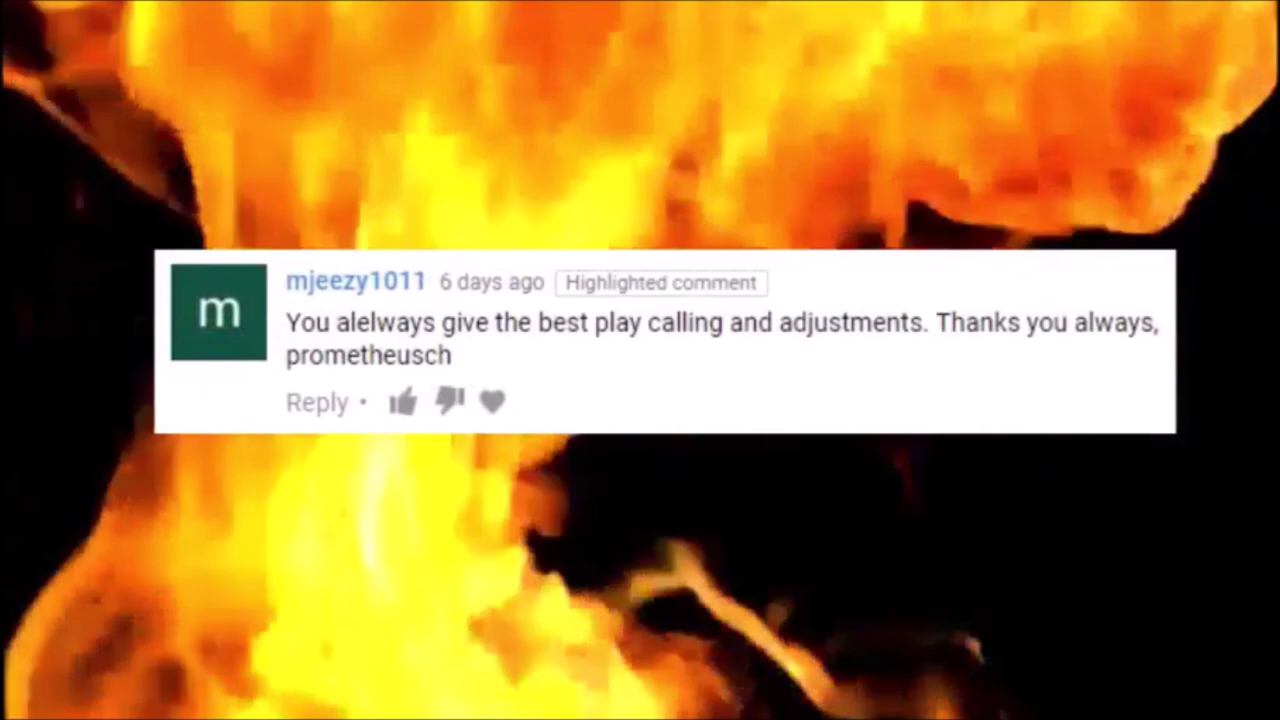 m
mjeezy1011 6 days ago Highlighted comment
You alelways give the best play calling and adjustments. Thanks you always,
prometheusch
Reply •